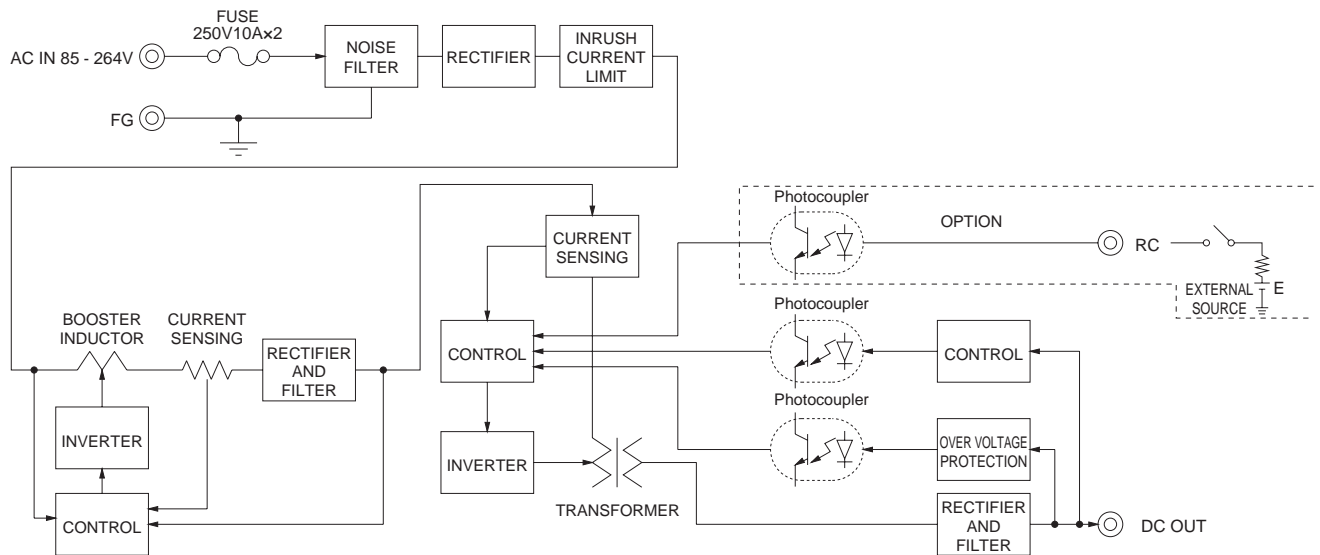 FUSE
250V10A×2
AC IN 85 - 264V
NOISE
FILTER
RECTIFIER
INRUSH
CURRENT
LIMIT
FG
Photocoupler
OPTION
RC
EXTERNAL
SOURCE
E
CURRENT
SENSING
BOOSTER
INDUCTOR
CURRENT
SENSING
RECTIFIER
AND
FILTER
CONTROL
Photocoupler
CONTROL
INVERTER
INVERTER
TRANSFORMER
Photocoupler
OVER VOLTAGE
PROTECTION
CONTROL
RECTIFIER
AND
FILTER
DC OUT